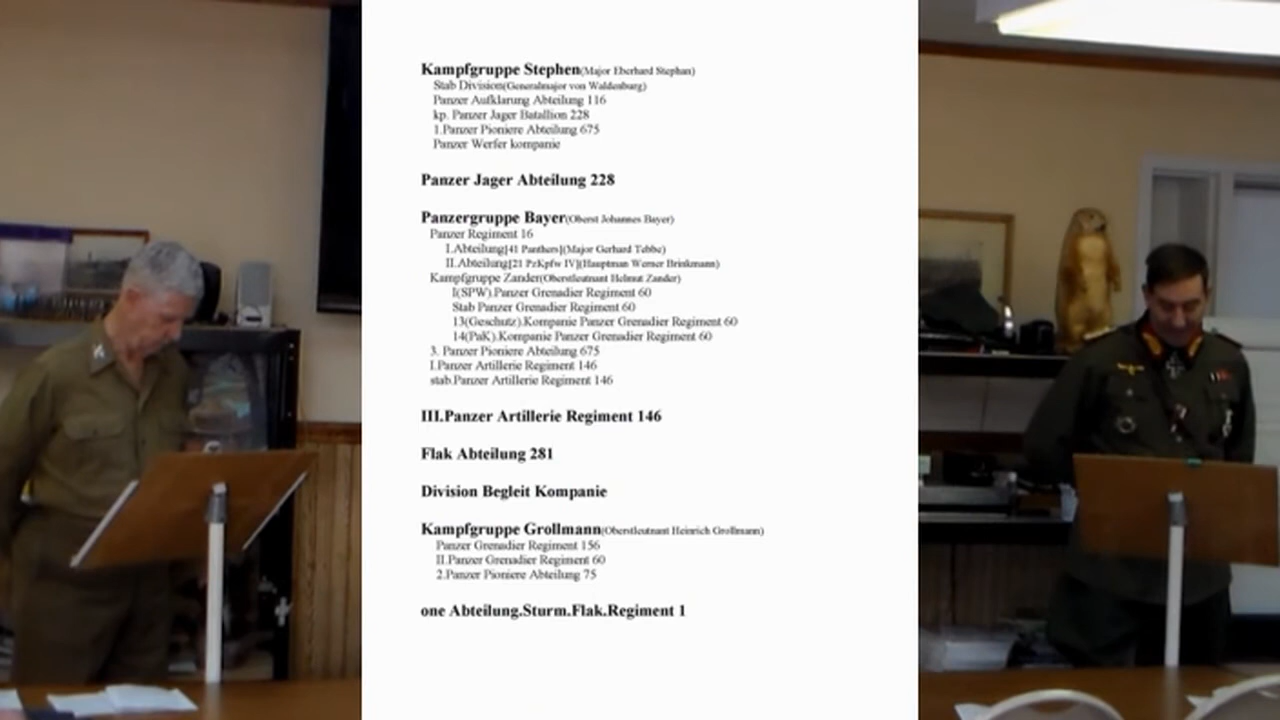 Kampfgruppe Stephen(Major Eberhard Stephan)
Stab Division(Generalmajor von Waldenburg)
Panzer Aufklarung Abteilung 116
kp. Panzer Jager Batallion 228
1.Panzer Pioniere Abteilung 675
Panzer Werfer kompanie
Panzer Jager Abteilung 228
Panzergruppe Bayer(Oberst Johannes Bayer)
Panzer Regiment 16
I.Abteilung[41 Panthers](Major Gerhard Tebbe)
II.Abteilung[21 PzKpfw IV](Hauptman Werner Brinkmann)
Kampfgruppe Zander(Oberstleutnant Helmut Zander)
I(SPW).Panzer Grenadier Regiment 60
Stab Panzer Grenadier Regiment 60
13(Geschutz).Kompanie Panzer Grenadier Regiment 60
14(PaK).Kompanie Panzer Grenadier Regiment 60
3. Panzer Pioniere Abteilung 675
I.Panzer Artillerie Regiment 146
stab.Panzer Artillerie Regiment 146
III.Panzer Artillerie Regiment 146
Flak Abteilung 281
Division Begleit Kompanie
Kampfgruppe Grollmann(Oberstleutnant Heinrich Grollmann)
Panzer Grenadier Regiment 156
II.Panzer Grenadier Regiment 60
2.Panzer Pioniere Abteilung 75
one Abteilung.Sturm.Flak.Regiment 1